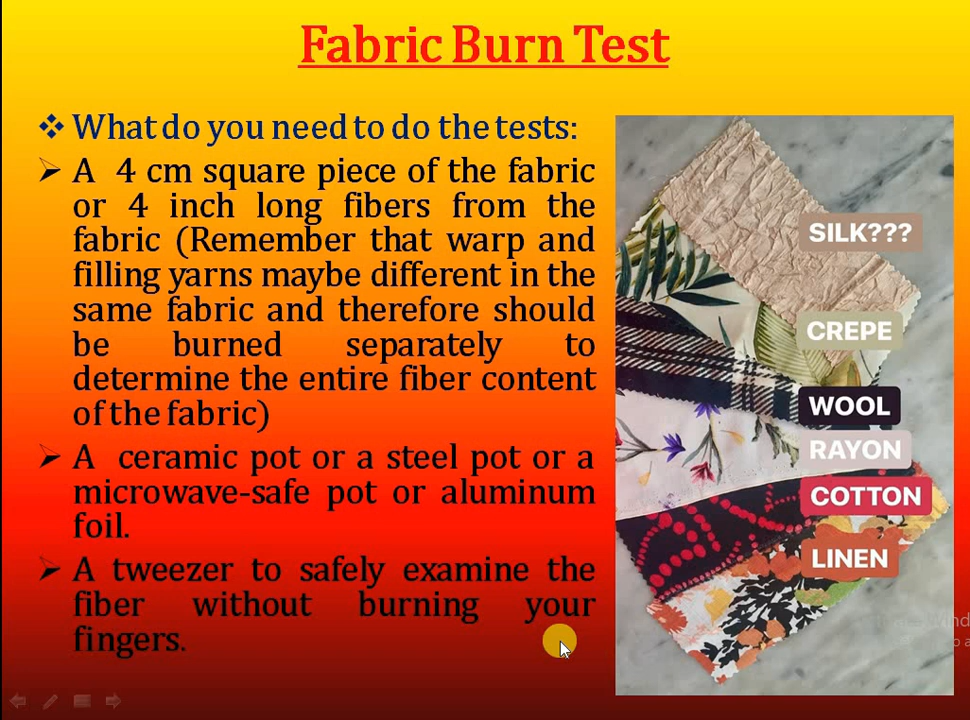 Fabric Burn Test
What do you need to do the tests:
A 4 cm square piece of the fabric
or 4 inch long fibers from the
fabric (Remember that warp and
filling yarns maybe different in the
same fabric and therefore should
be burned separately to
determine the entire fiber content
of the fabric)
A ceramic pot or a steel pot or a
microwave-safe pot or aluminum
foil.
A tweezer to safely examine the
fiber without burning your
fingers.
SILK???
CREPE
WOOL
RAYON
COTTON
LINEN